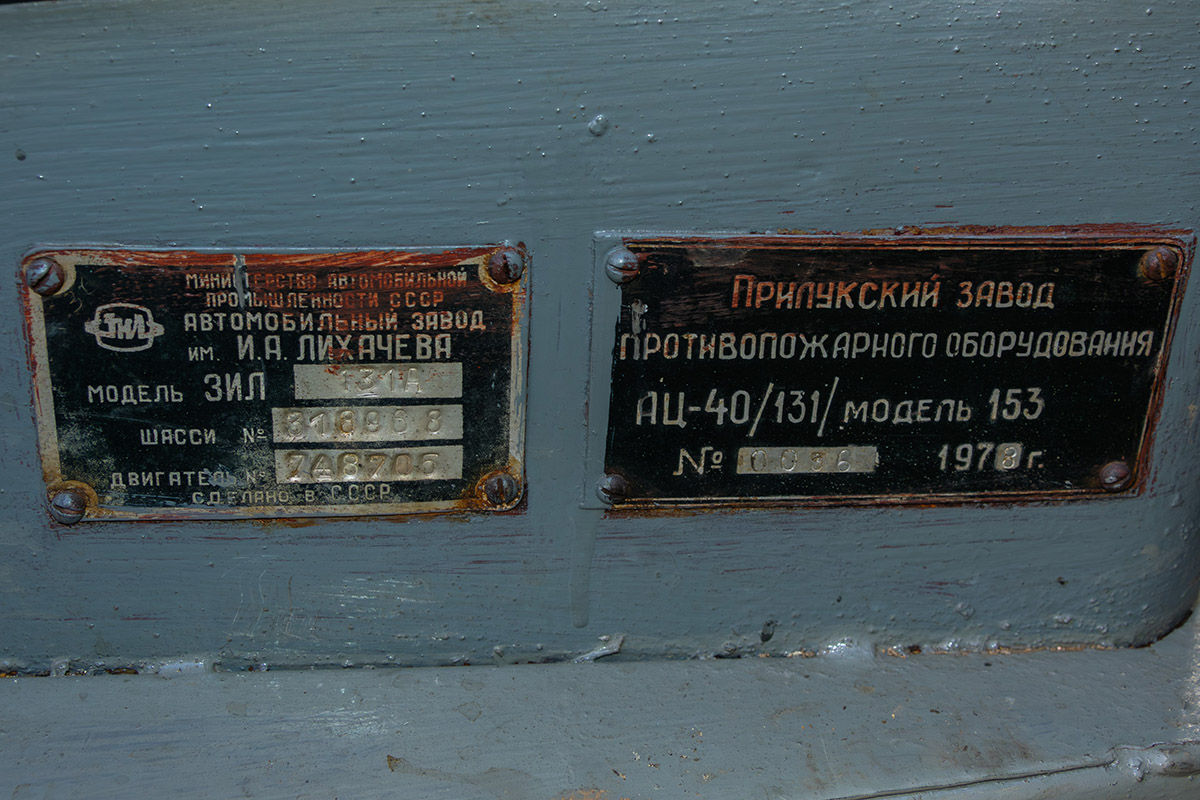 МИНИСТЕРСТВО АВТОМОБИЛЬНОЙ
ПРОМЫШЛЕННОСТИ СССР
ЗИЛ
АВТОМОБИЛЬНЫЙ ЗАВОД
ИМ. И.А. ЛИХАЧЕВА
МОДЕЛЬ ЗИЛ 131А
ШАССИ №
ДВИГАТЕЛЬ № 748705
СДЕЛАНО В СССР
ПРИЛУКСКИЙ ЗАВОД
ПРОТИВОПОЖАРНОГО ОБОРУДОВАНИЯ
АЦ-40/131/ МОДЕЛЬ 153
№ 1978 г.